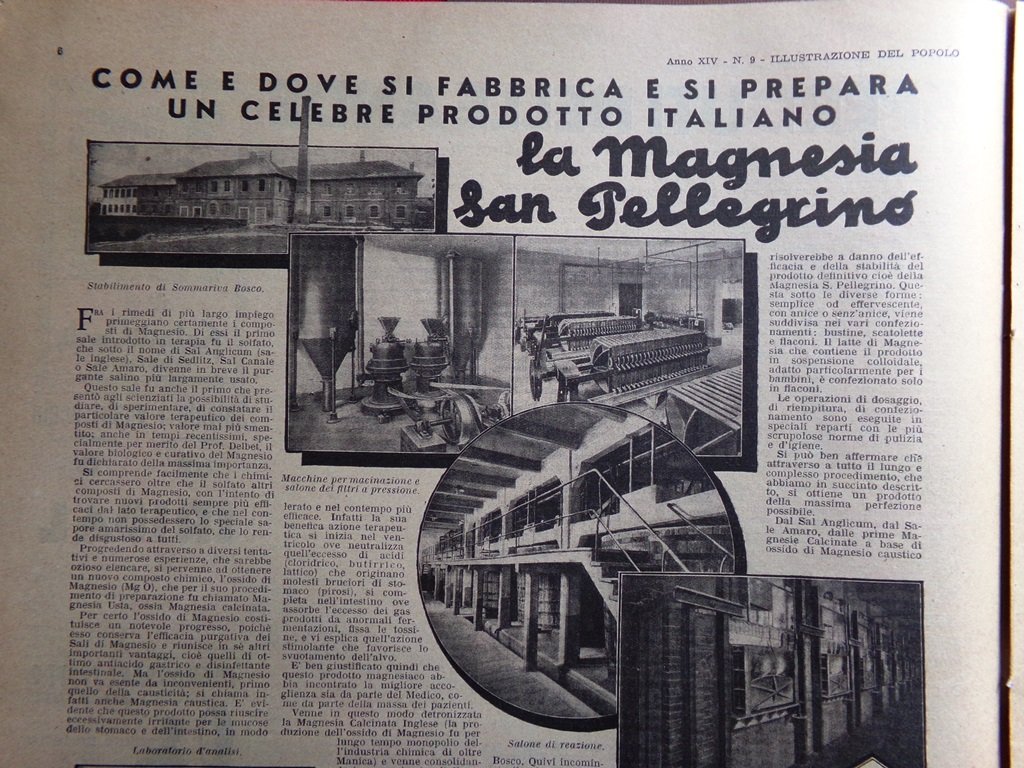 6
Anno XIV - N. 9 - ILLUSTRAZIONE DEL POPOLO
COME E DOVE SI FABBRICA E SI PREPARA
UN CELEBRE PRODOTTO ITALIANO
la Magnesia
San Pellegrino
Stabilimento di Sommariva Bosco.
FRA i rimedi di più largo impiego
primeggiano certamente i compo-
sti di Magnesio. Di essi il primo
sale introdotto in terapia fu il solfato,
che sotto il nome di Sal Anglicum (sa-
le inglese), Sale di Sedlitz, Sal Canale
o Sale Amaro, divenne in breve il pur-
gante salino più largamente usato.
Questo sale fu anche il primo che pre-
sentò agli scienziati la possibilità di stu-
diare, di sperimentare, di constatare il
particolare valore terapeutico dei com-
posti di Magnesio; valore mai più smen-
tito; anche in tempi recentissimi, spe-
cialmente per merito del Prof. Delbet, il
valore biologico e curativo del Magnesio
fu dichiarato della massima importanza.
Si comprende facilmente che i chimi-
ci cercassero oltre che il solfato altri
composti di Magnesio, con l'intento di
trovare nuovi prodotti sempre più effi-
caci dal lato terapeutico, e che nel con-
tempo non possedessero lo speciale sa-
pore amarissimo del solfato, che lo ren-
de disgustoso a tutti.
Progredendo attraverso a diversi tenta-
tivi e numerose esperienze, che sarebbe
ozioso elencare, si pervenne ad ottenere
un nuovo composto chimico, l'ossido di
Magnesio (Mg O), che per il suo procedi-
mento di preparazione fu chiamato Ma-
gnesia Usta, ossia Magnesia calcinata.
Per certo l'ossido di Magnesio costi-
tuisce un notevole progresso, poichè
esso conserva l'efficacia purgativa dei
Sali di Magnesio e riunisce in sè altri
importanti vantaggi, cioè quelli di ot-
timo antiacido gastrico e disinfettante
intestinale. Ma l'ossido di Magnesio
non va esente da inconvenienti, primo
quello della causticità; si chiama in-
fatti anche Magnesia caustica. E' evi-
dente che questo prodotto possa riuscire
eccessivamente irritante per le mucose
dello stomaco e dell'intestino, in modo
Laboratorio d'analisi.
Macchine per macinazione e
salone dei filtri a pressione.
lerato e nel contempo più
efficace. Infatti la sua
benefica azione terapeu-
tica si inizia nel ven-
tricolo ove neutralizza
quell'eccesso di acidi
(cloridrico, butirrico,
lattico) che originano
molesti bruciori di sto-
maco (pirosi), si com-
pleta nell'intestino ove
assorbe l'eccesso dei gas
prodotti da anormali fer-
mentazioni, fissa le tossi-
ne, e vi esplica quell'azione
stimolante che favorisce lo
svuotamento dell'alvo.
E' ben giustificato quindi che
questo prodotto magnesiaco ab-
bia incontrato la migliore acco-
glienza sia da parte del Medico, co-
me da parte della massa dei pazienti.
Venne in questo modo detronizzata
la Magnesia Calcinata Inglese (la pro-
duzione dell'ossido di Magnesio fu per
lungo tempo monopolio del-
l'industria chimica di oltre
Manica) e venne consolidan-
Salone di reazione.
Bosco. Quivi incomin-
risolverebbe a danno dell'ef-
ficacia e della stabilità del
prodotto definitivo cioè della
Magnesia S. Pellegrino. Que-
sta sotto le diverse forme:
semplice od effervescente,
con anice o senz'anice, viene
suddivisa nei vari confezio-
namenti: bustine, scatolette
e flaconi. Il latte di Magne-
sia che contiene il prodotto
in sospensione colloidale,
adatto particolarmente per i
bambini, è confezionato solo
in flaconi.
Le operazioni di dosaggio,
di riempitura, di confezio-
namento sono eseguite in
speciali reparti con le più
scrupolose norme di pulizia
e d'igiene.
Si può ben affermare che
attraverso a tutto il lungo e
complesso procedimento, che
abbiamo in succinto descrit-
to, si ottiene un prodotto
della massima perfezione
possibile.
Dal Sal Anglicum, dal Sa-
le Amaro, dalle prime Ma-
gnesie Calcinate a base di
ossido di Magnesio caustico